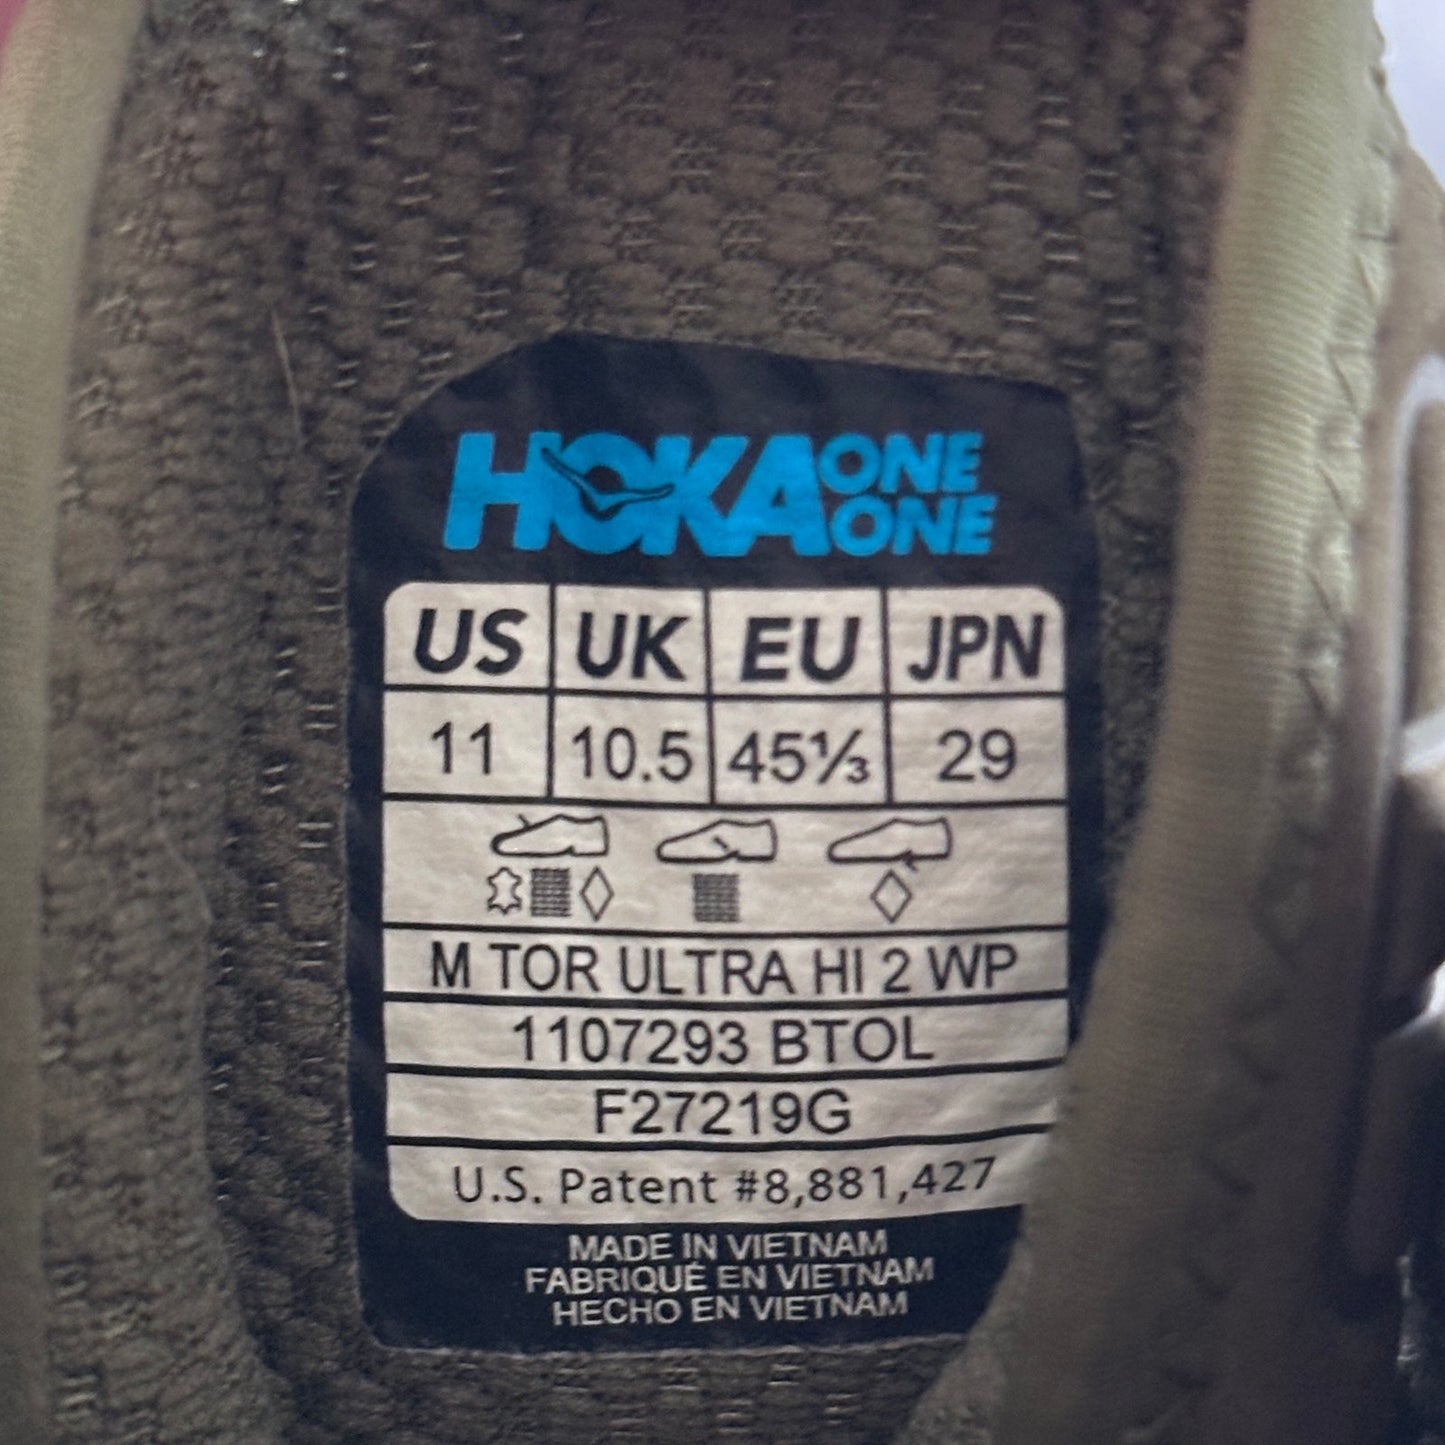 HOKA ONE ONE
US UK EU JPN
11 10.5 45⅓ 29
M TOR ULTRA HI 2 WP
1107293 BTOL
F27219G
U.S. Patent #8,881,427
MADE IN VIETNAM
FABRIQUÉ EN VIETNAM
HECHO EN VIETNAM